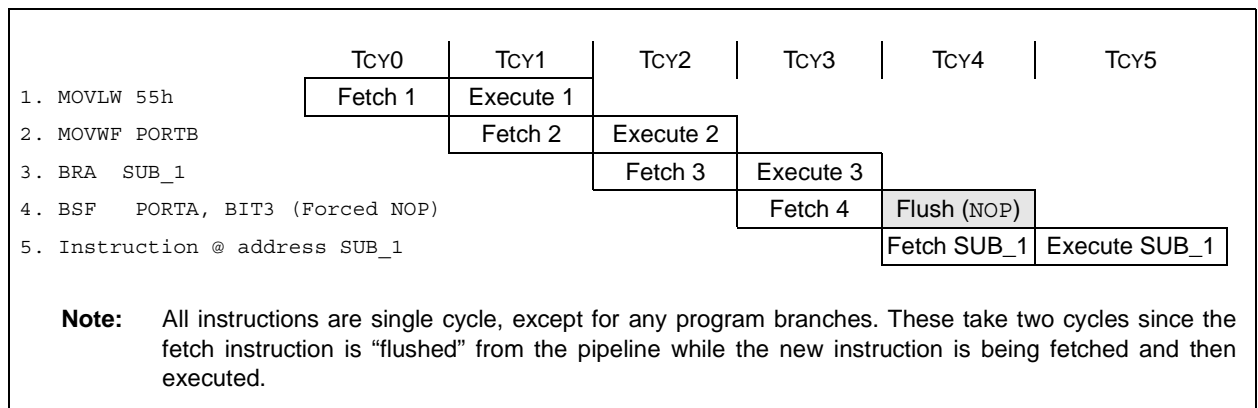 TCY0 TCY1 TCY2 TCY3 TCY4 TCY5
1. MOVLW 55h Fetch 1 Execute 1
2. MOVWF PORTB Fetch 2 Execute 2
3. BRA SUB_1 Fetch 3 Execute 3
4. BSF PORTA, BIT3 (Forced NOP) Fetch 4 Flush (NOP)
5. Instruction @ address SUB_1 Fetch SUB_1 Execute SUB_1
Note: All instructions are single cycle, except for any program branches. These take two cycles since the
fetch instruction is “flushed” from the pipeline while the new instruction is being fetched and then
executed.